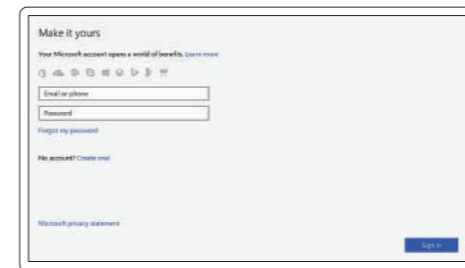 Make it yours
Your Microsoft account opens a world of benefits. Learn more
Email or phone
Password
Forgot my password
No account? Create one!
Microsoft privacy statement
Sign in